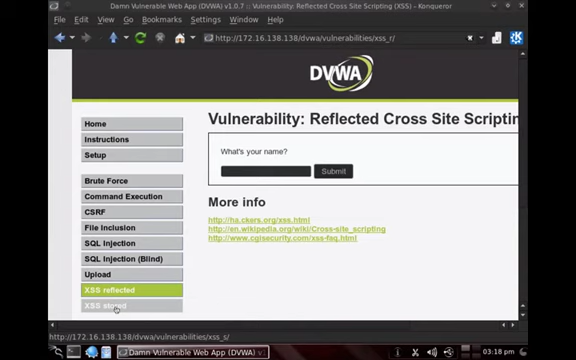 Damn Vulnerable Web App (DVWA) v1.0.7 :: Vulnerability: Reflected Cross Site Scripting (XSS) - Konqueror
File Edit View Go Bookmarks Settings Window Help
http://172.16.138.138/dvwa/vulnerabilities/xss_r/
DVWA
Home
Instructions
Setup
Brute Force
Command Execution
CSRF
File Inclusion
SQL Injection
SQL Injection (Blind)
Upload
XSS reflected
XSS stored
Vulnerability: Reflected Cross Site Scriptin
What's your name?
Submit
More info
http://ha.ckers.org/xss.html
http://en.wikipedia.org/wiki/Cross-site_scripting
http://www.cgisecurity.com/xss-faq.html
http://172.16.138.138/dvwa/vulnerabilities/xss_s/
Damn Vulnerable Web App (DVWA) v1
03:18 pm